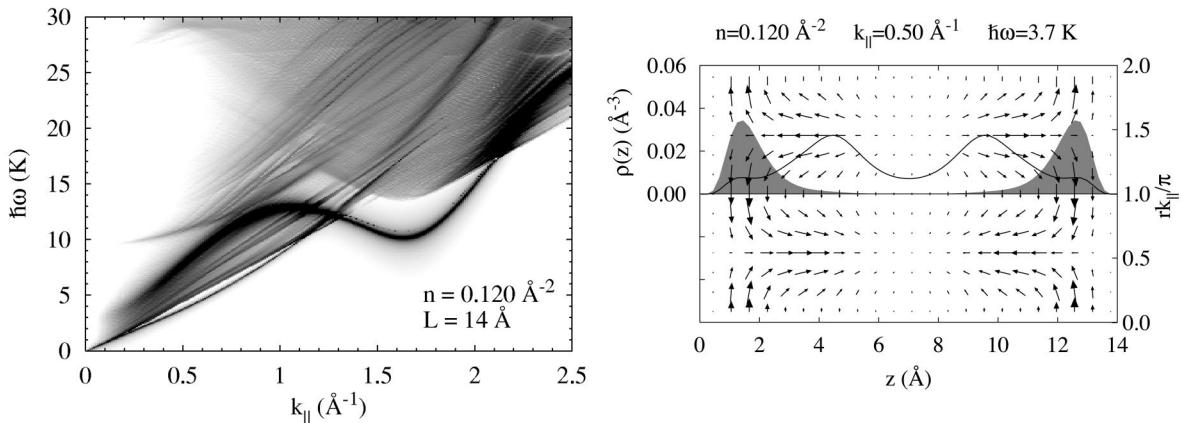 30
25
20
15
10
5
0
ħω (K)
0
0.5
1
1.5
2
2.5
k|| (Å-1)
n = 0.120 Å-2
L = 14 Å
n=0.120 Å-2 k||=0.50 Å-1 ħω=3.7 K
0.06
0.04
0.02
0.00
ρ(z) (Å-3)
2.0
1.5
1.0
0.5
0.0
rk||/π
0 2 4 6 8 10 12 14
z (Å)